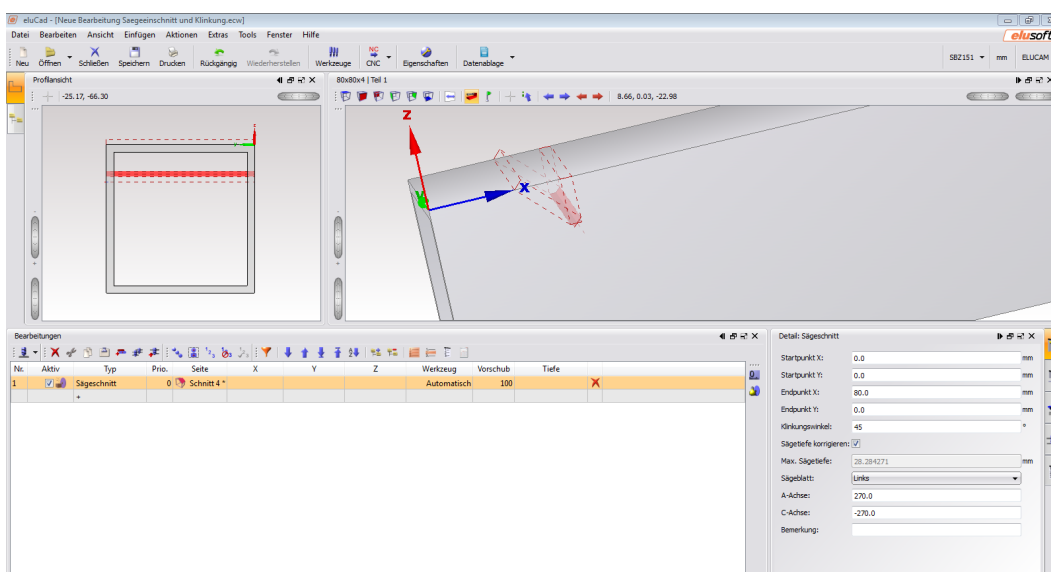 eluCad - [Neue Bearbeitung Saegeeinschnitt und Klinkung.ecw]
Datei Bearbeiten Ansicht Einfügen Aktionen Extras Tools Fenster Hilfe
elusoft
Neu Öffnen Schließen Speichern Drucken Rückgängig Wiederherstellen Werkzeuge CNC Eigenschaften Datenablage SBZ151 mm ELUCAM
Profilansicht
-25.17, -66.30
80x80x4 | Teil 1
8.66, 0.03, -22.98
Z
Y
X
Bearbeitungen
Nr. Aktiv Typ Prio. Seite X Y Z Werkzeug Vorschub Tiefe
1 Sägeschnitt 0 Schnitt 4 * Automatisch 100
+
Detail: Sägeschnitt
Startpunkt X: 0.0 mm
Startpunkt Y: 0.0 mm
Endpunkt X: 80.0 mm
Endpunkt Y: 0.0 mm
Klinkungswinkel: 45 °
Sägetiefe korrigieren:
Max. Sägetiefe: 28.284271 mm
Sägeblatt: Links
A-Achse: 270.0
C-Achse: -270.0
Bemerkung: